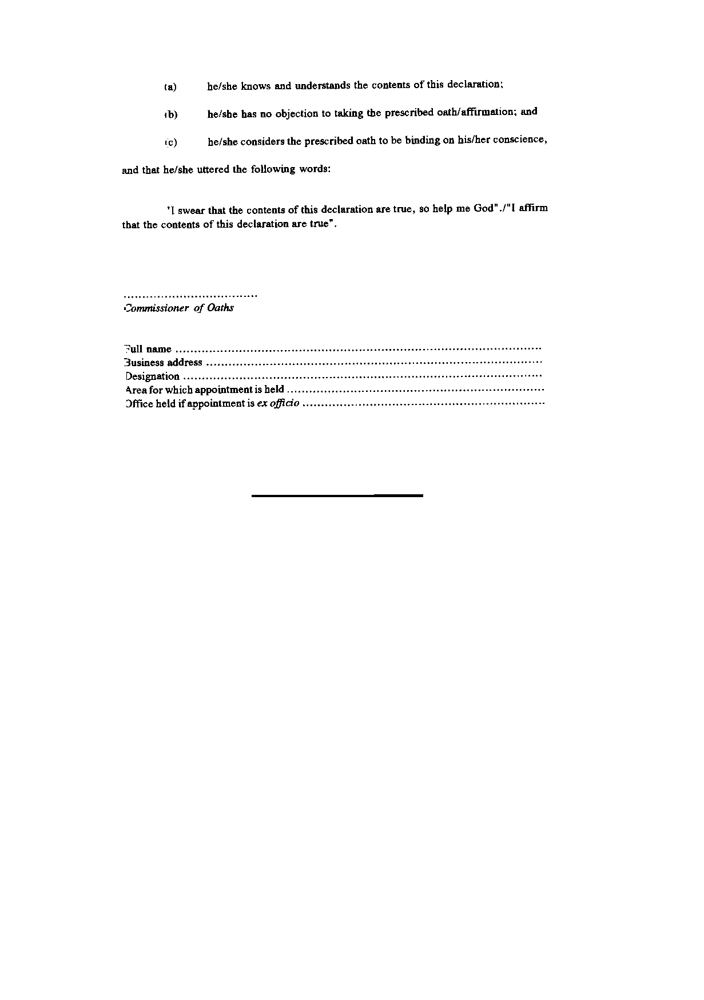 (a) he/she knows and understands the contents of this declaration;
(b) he/she has no objection to taking the prescribed oath/affirmation; and
(c) he/she considers the prescribed oath to be binding on his/her conscience,
and that he/she uttered the following words:
"I swear that the contents of this declaration are true, so help me God"./"I affirm
that the contents of this declaration are true".
....................................
Commissioner of Oaths
Full name ..................................................................................................
Business address ..........................................................................................
Designation ................................................................................................
Area for which appointment is held .....................................................................
Office held if appointment is ex officio .................................................................